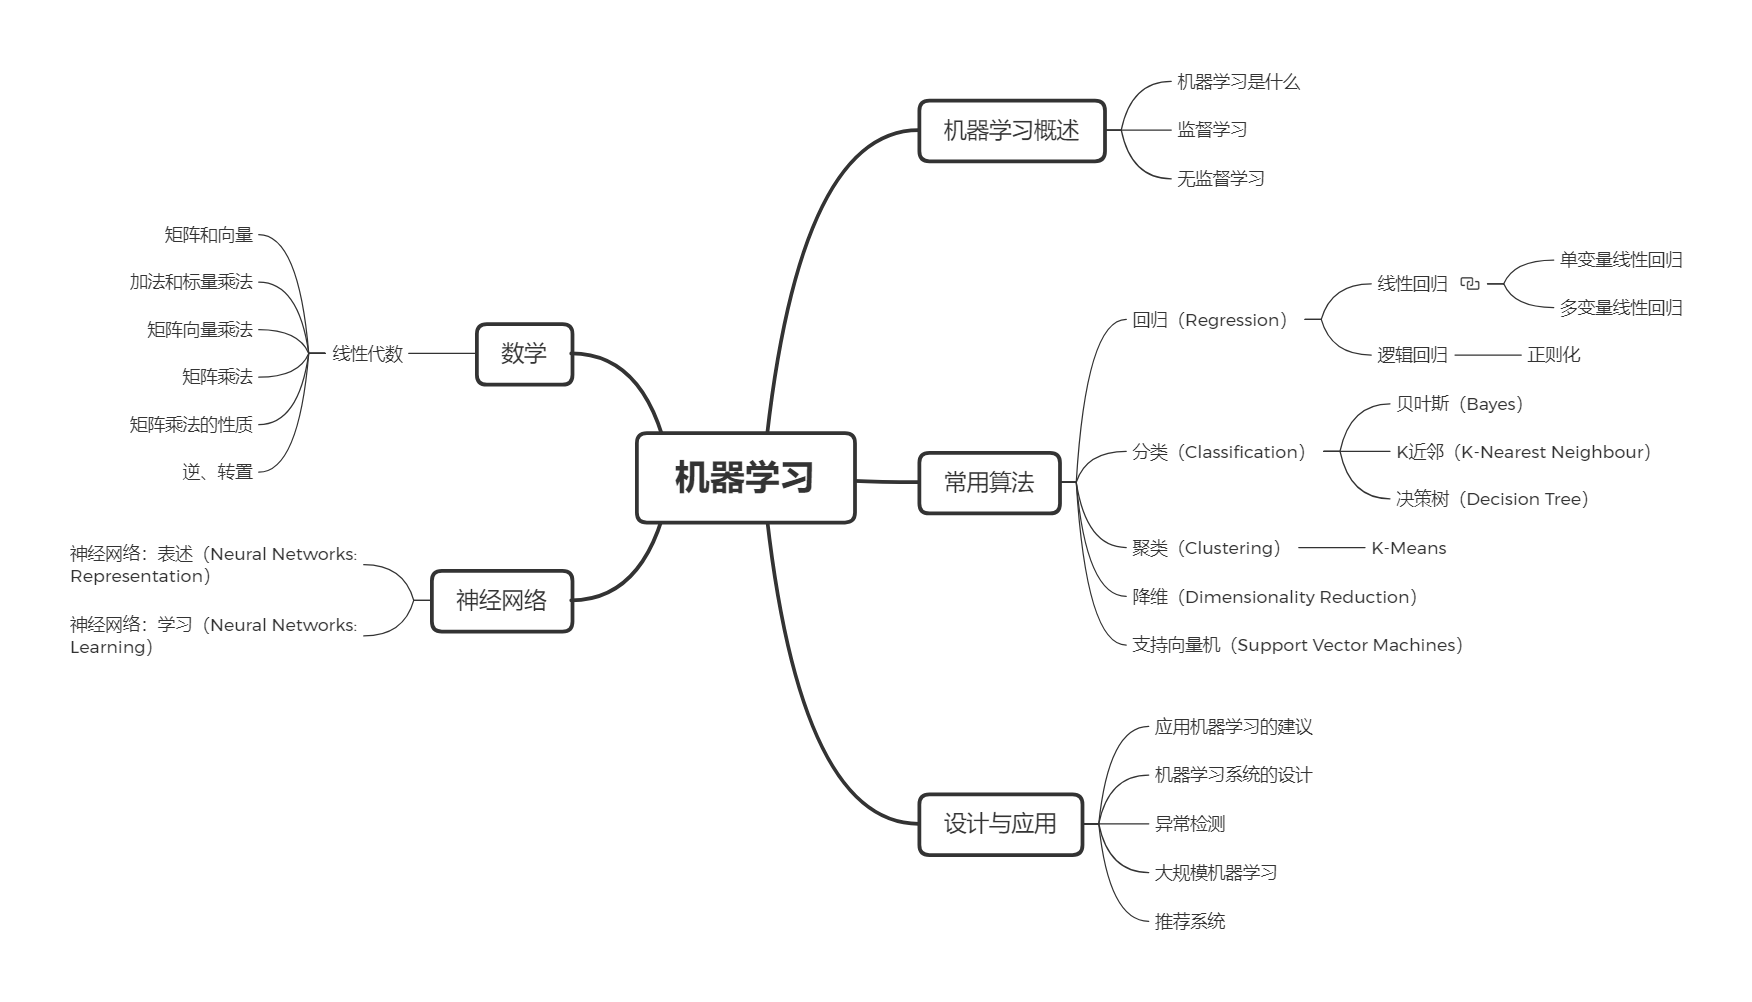 机器学习
机器学习概述
机器学习是什么
监督学习
无监督学习
常用算法
回归（Regression）
线性回归
单变量线性回归
多变量线性回归
逻辑回归
正则化
分类（Classification）
贝叶斯（Bayes）
K近邻（K-Nearest Neighbour）
决策树（Decision Tree）
聚类（Clustering）
K-Means
降维（Dimensionality Reduction）
支持向量机（Support Vector Machines）
设计与应用
应用机器学习的建议
机器学习系统的设计
异常检测
大规模机器学习
推荐系统
数学
线性代数
矩阵和向量
加法和标量乘法
矩阵向量乘法
矩阵乘法
矩阵乘法的性质
逆、转置
神经网络
神经网络：表述（Neural Networks:
Representation）
神经网络：学习（Neural Networks:
Learning）